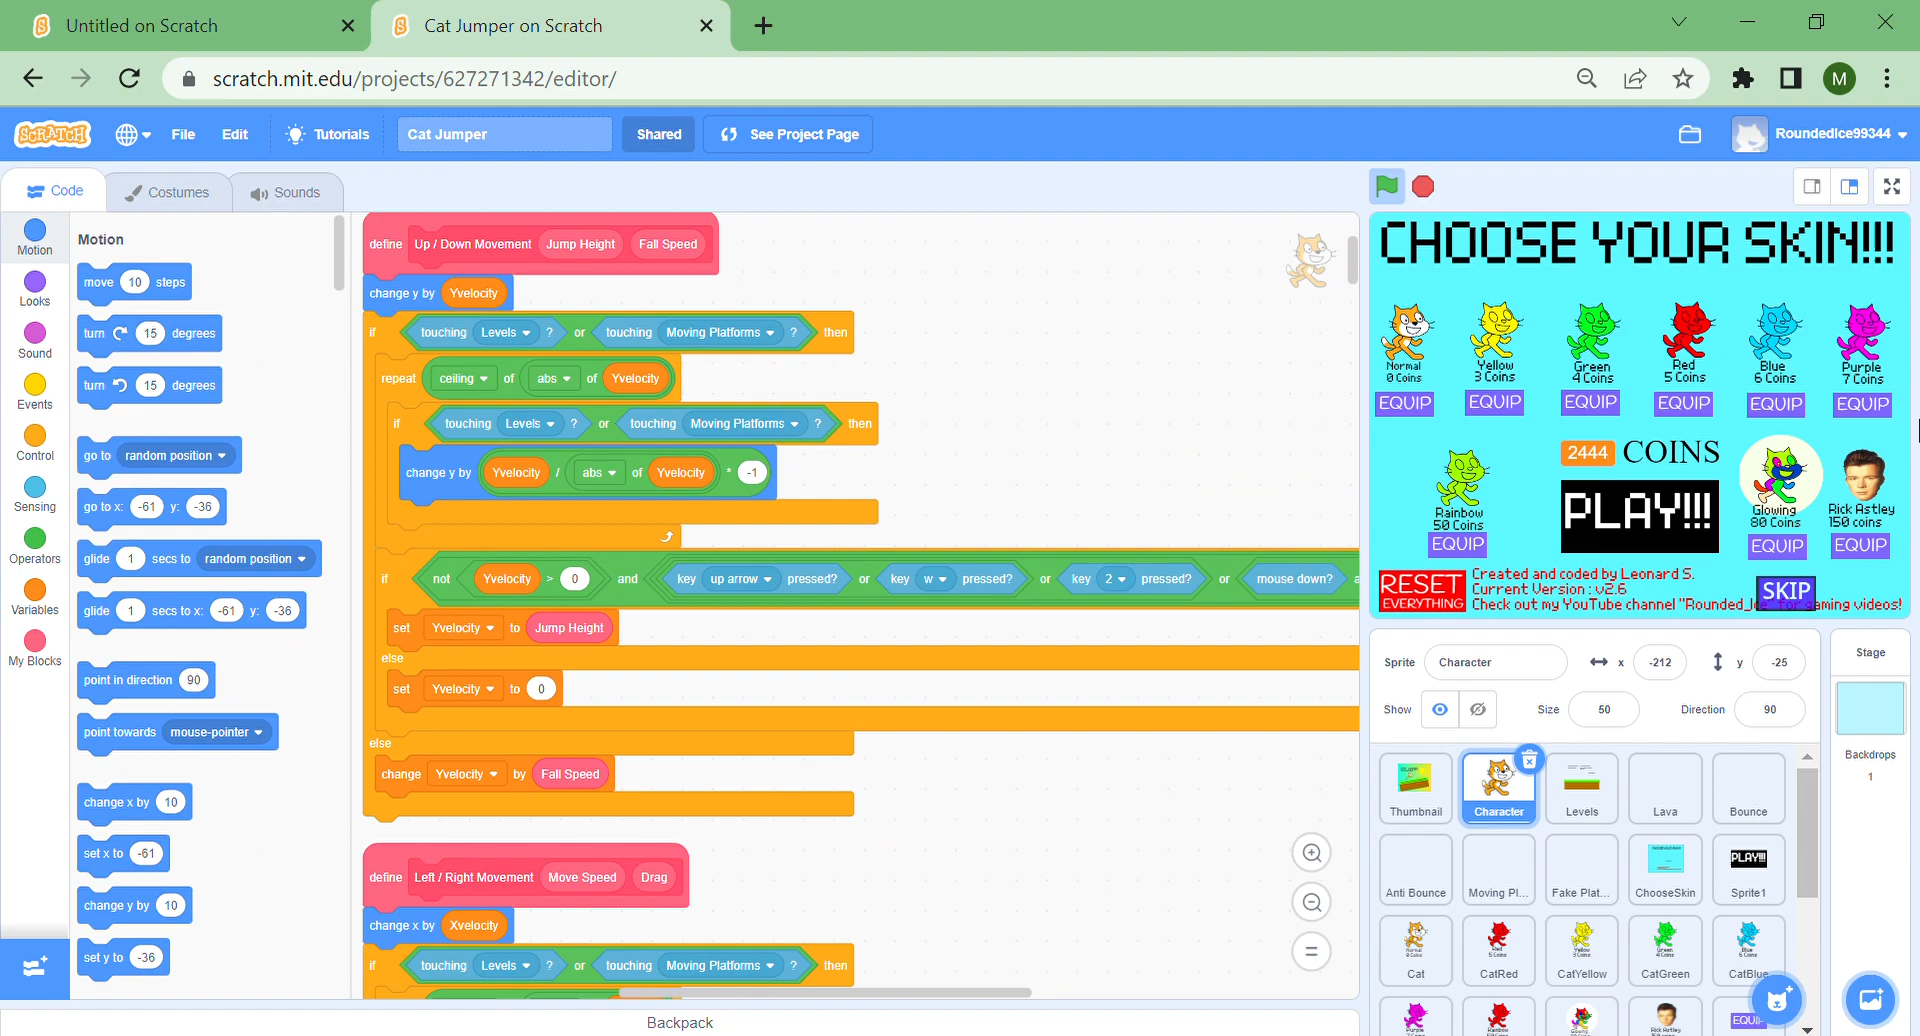 Untitled on Scratch
Cat Jumper on Scratch
scratch.mit.edu/projects/627271342/editor/
M
SCRATCH
File
Edit
Tutorials
Cat Jumper
Shared
See Project Page
RoundedIce99344
Code
Costumes
Sounds
Motion
Looks
Sound
Events
Control
Sensing
Operators
Variables
My Blocks
Motion
move 10 steps
turn 15 degrees
turn 15 degrees
go to random position
go to x: -61 y: -36
glide 1 secs to random position
glide 1 secs to x: -61 y: -36
point in direction 90
point towards mouse-pointer
change x by 10
set x to -61
change y by 10
set y to -36
define Up / Down Movement Jump Height Fall Speed
change y by Yvelocity
if touching Levels ? or touching Moving Platforms ? then
repeat ceiling of abs of Yvelocity
if touching Levels ? or touching Moving Platforms ? then
change y by Yvelocity / abs of Yvelocity * -1
if not Yvelocity > 0 and key up arrow pressed? or key w pressed? or key 2 pressed? or mouse down?
set Yvelocity to Jump Height
else
set Yvelocity to 0
else
change Yvelocity by Fall Speed
define Left / Right Movement Move Speed Drag
change x by Xvelocity
if touching Levels ? or touching Moving Platforms ? then
Backpack
CHOOSE YOUR SKIN!!!
Normal
0 Coins
EQUIP
Yellow
3 Coins
EQUIP
Green
4 Coins
EQUIP
Red
5 Coins
EQUIP
Blue
6 Coins
EQUIP
Purple
7 Coins
EQUIP
Rainbow
50 Coins
EQUIP
2444 COINS
PLAY!!!
Glowing
80 Coins
EQUIP
Rick Astley
150 coins
EQUIP
RESET
EVERYTHING
Created and coded by Leonard S.
Current Version : v2.6
Check out my YouTube channel "Rounded_Ice" for gaming videos!
SKIP
Sprite Character x -212 y -25
Show Size 50 Direction 90
Stage
Backdrops
1
Thumbnail
Character
Levels
Lava
Bounce
Anti Bounce
Moving Pl...
Fake Plat...
ChooseSkin
PLAY!!!
Sprite1
Cat
CatRed
CatYellow
CatGreen
CatBlue